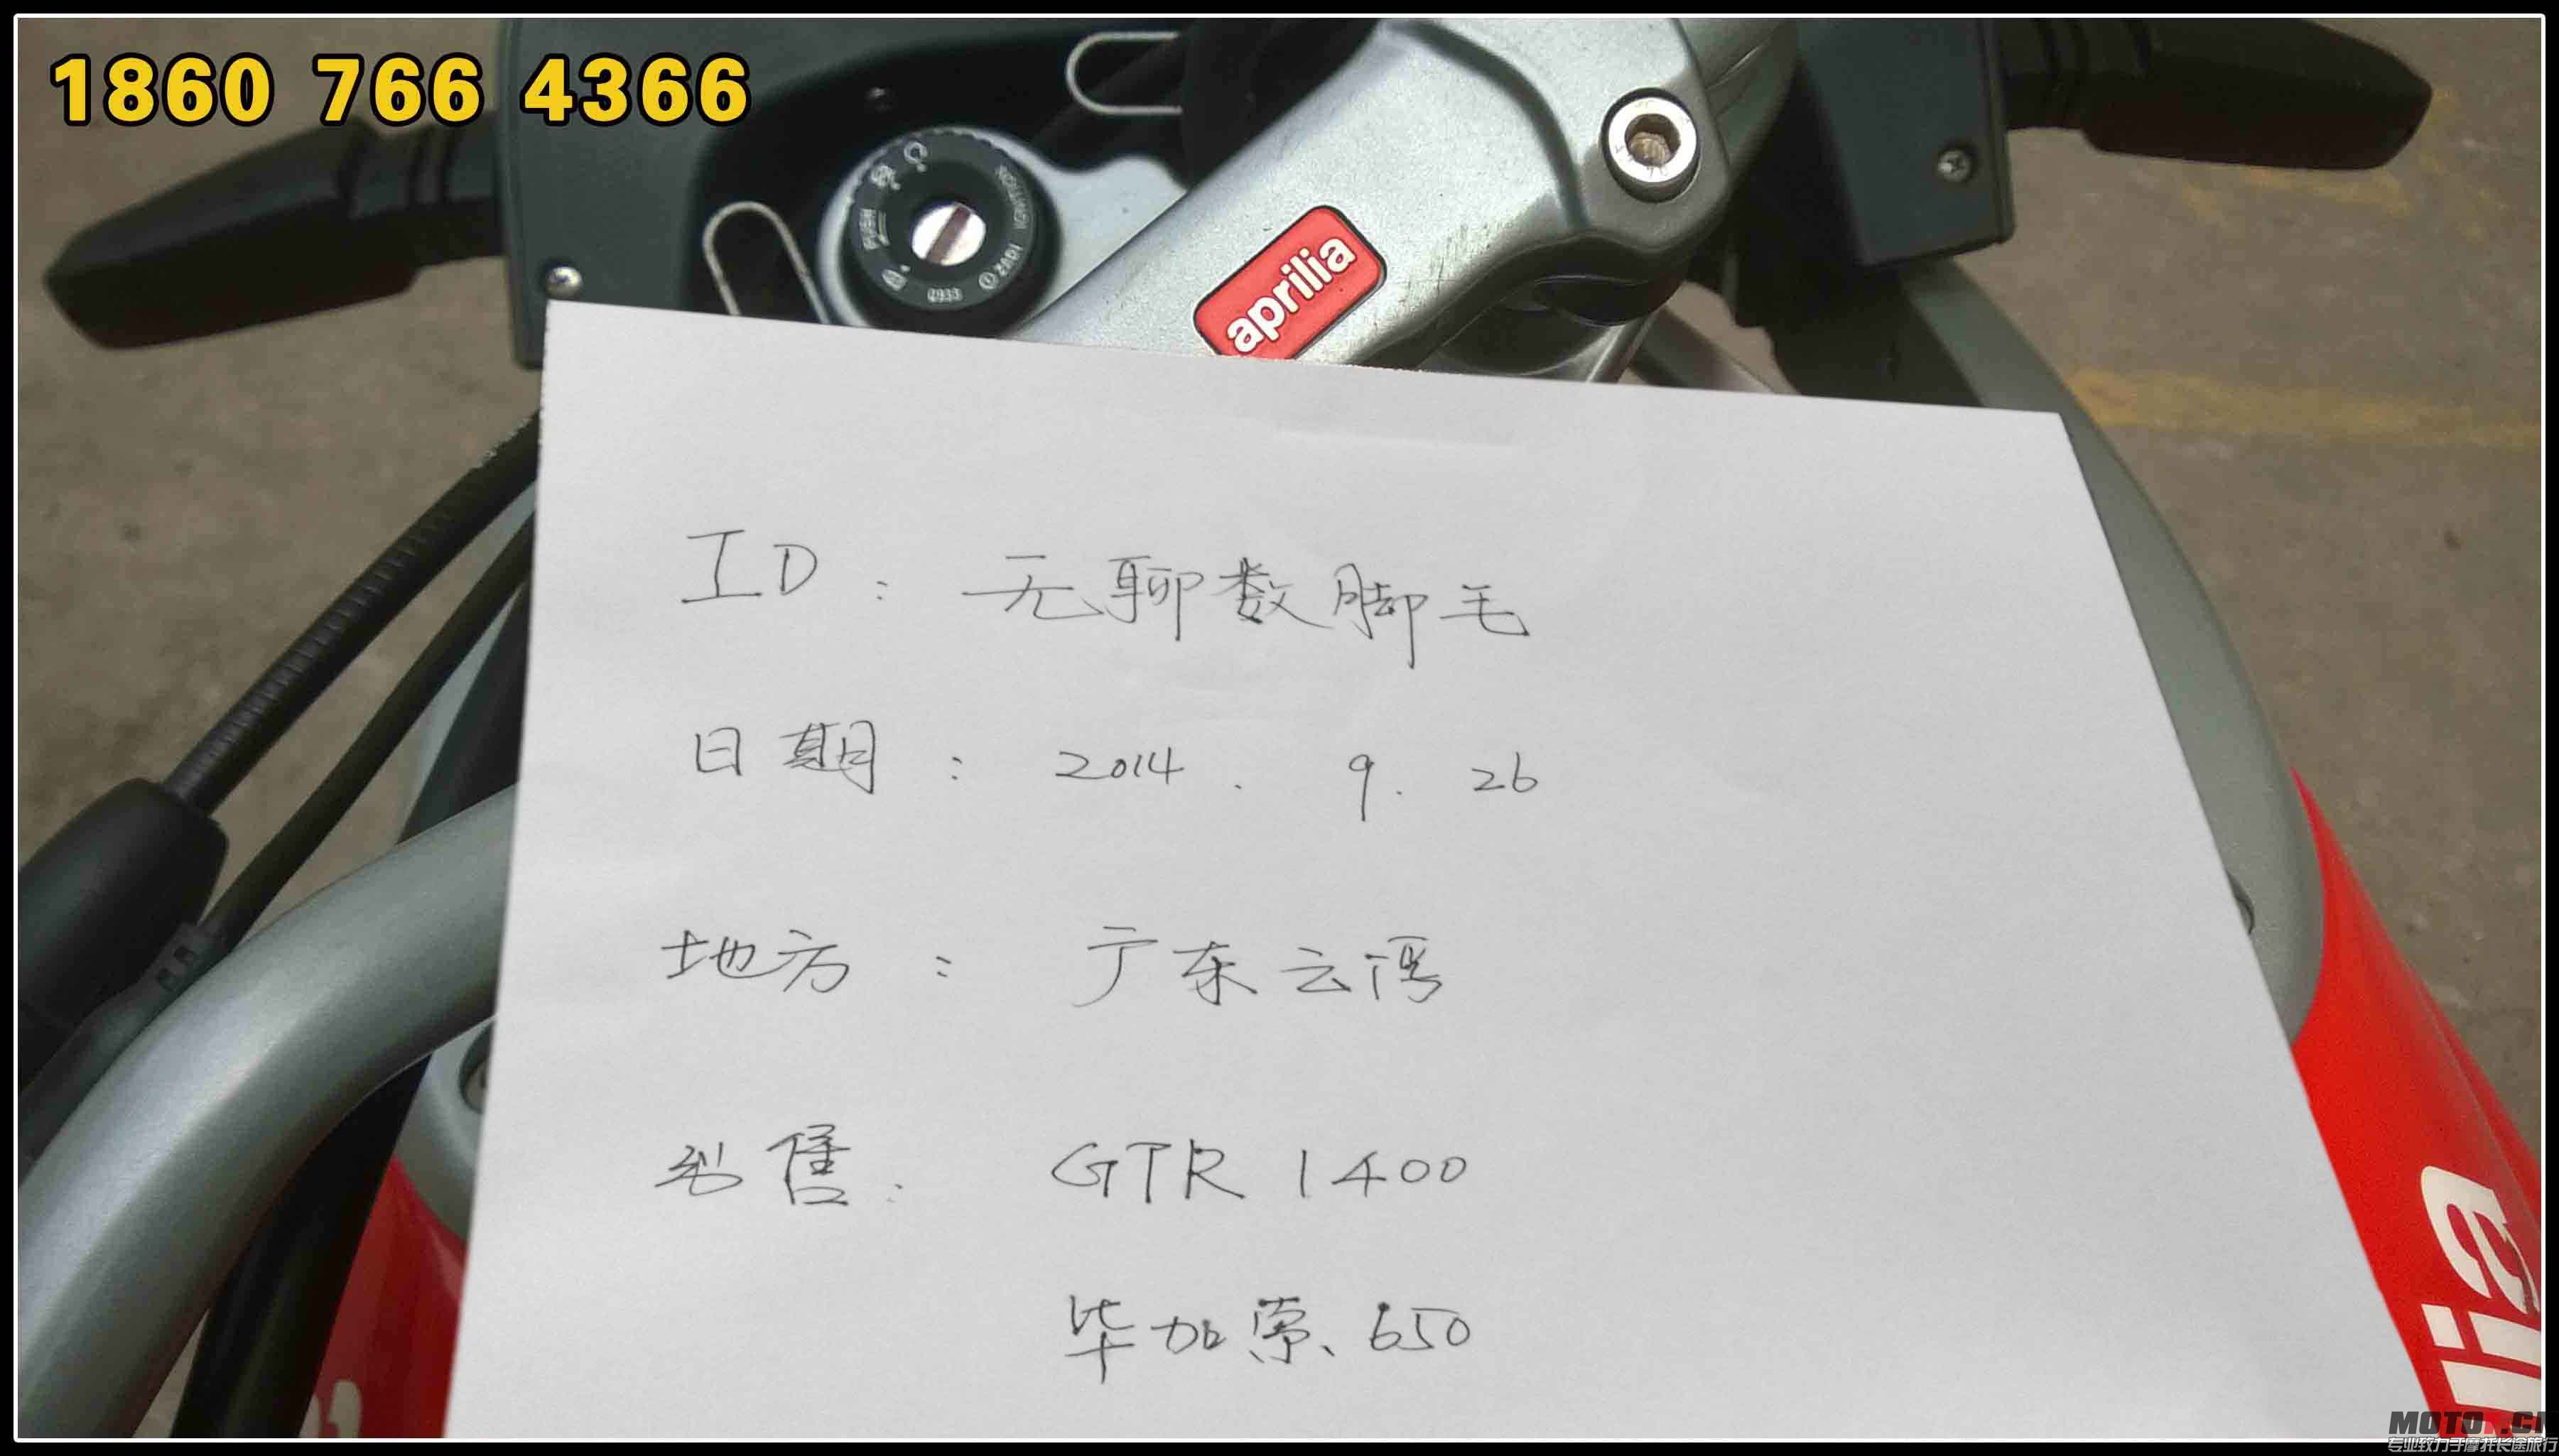 1860 766 4366
aprilia
ID：无聊数脚毛
日期：2014. 9. 26
地方：广东云浮
出售：GTR 1400
毕加索、650
lia
MOTO
专业致力于摩托长途旅行